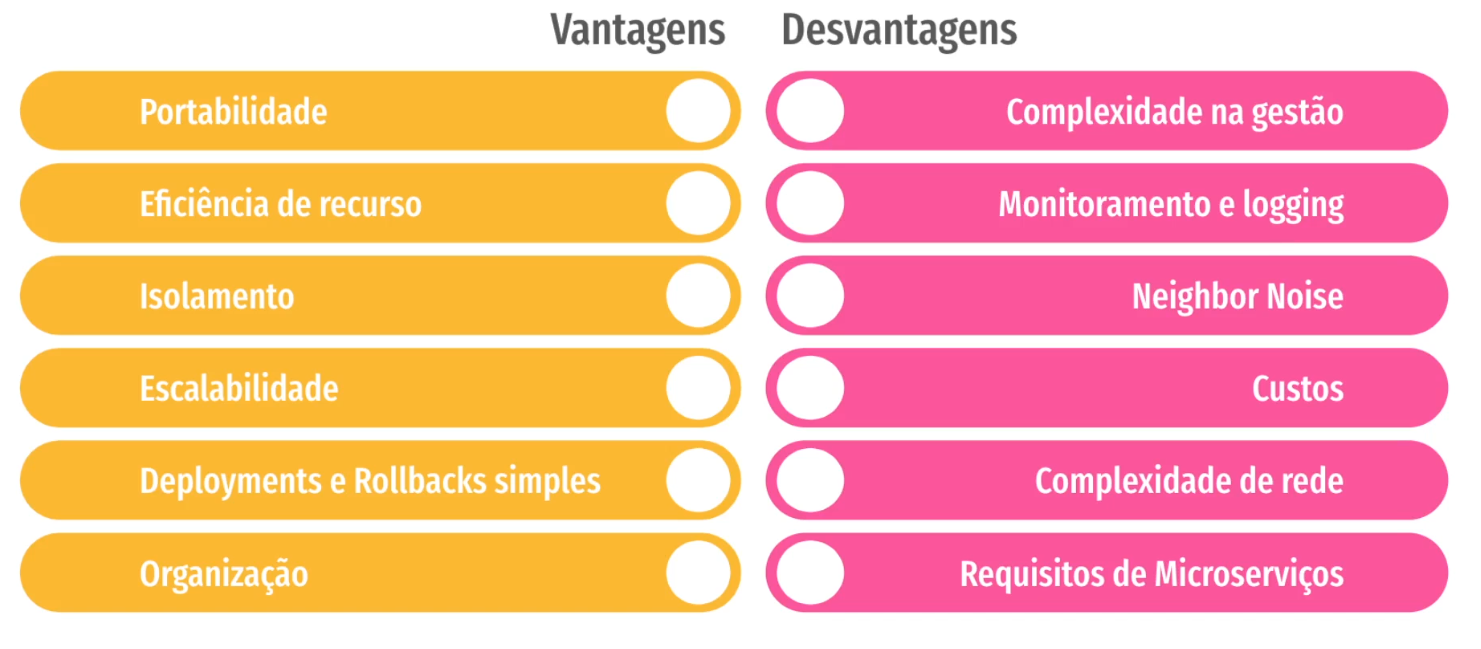 Vantagens
Desvantagens
Portabilidade
Complexidade na gestão
Eficiência de recurso
Monitoramento e logging
Isolamento
Neighbor Noise
Escalabilidade
Custos
Deployments e Rollbacks simples
Complexidade de rede
Organização
Requisitos de Microserviços